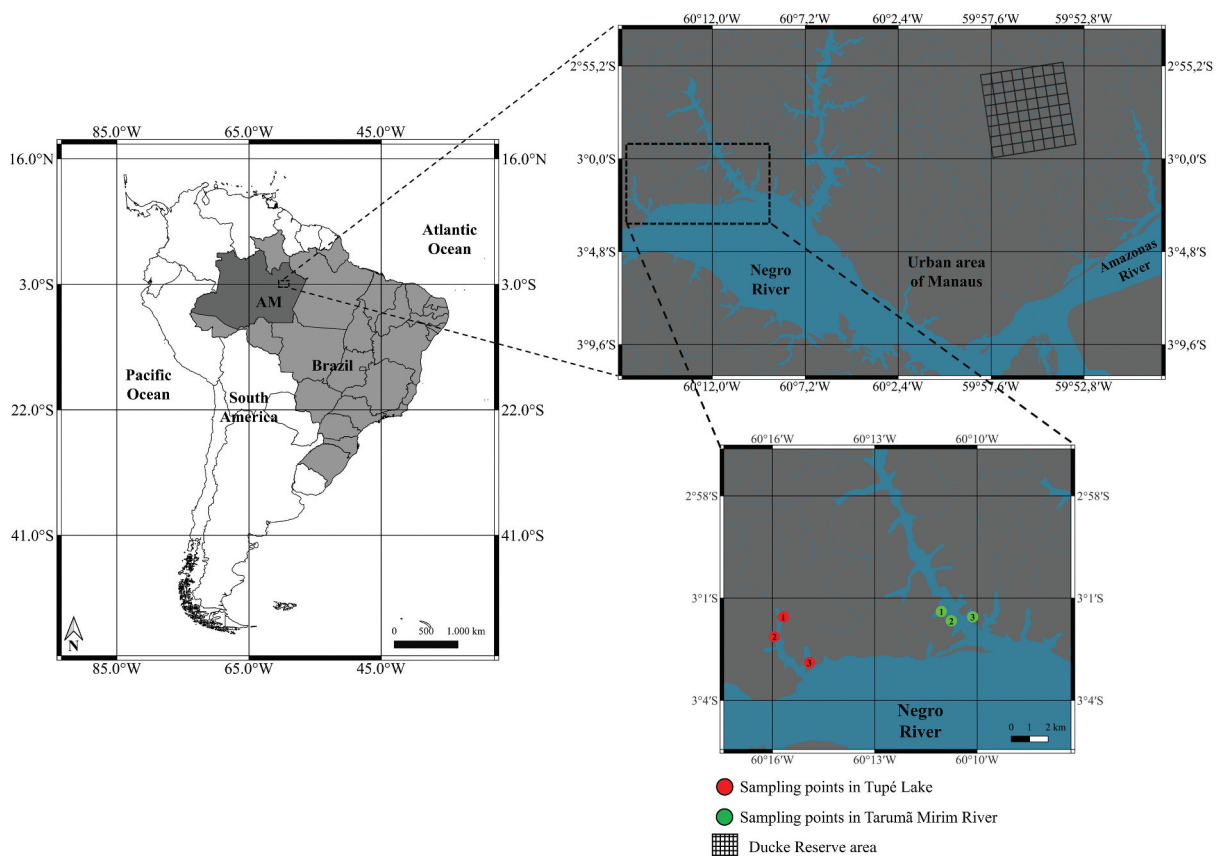 85.0°W 65.0°W 45.0°W
16.0°N 16.0°N
Atlantic
Ocean
3.0°S 3.0°S
AM
Brazil
Pacific
Ocean
South
America
22.0°S 22.0°S
41.0°S 41.0°S
N
0 500 1.000 km
65.0°W 45.0°W
60°12,0'W 60°7,2'W 60°2,4'W 59°57,6'W 59°52,8'W
2°55,2'S 2°55,2'S
3°0,0'S 3°0,0'S
3°4,8'S 3°4,8'S
Negro
River
Urban area
of Manaus
Amazonas
River
3°9,6'S 3°9,6'S
60°12,0'W 60°7,2'W 60°2,4'W 59°57,6'W 59°52,8'W
60°16'W 60°13'W 60°10'W
2°58'S 2°58'S
3°1'S 3°1'S
1 1 2 3
2
3
3°4'S 3°4'S
Negro
River
0 1 2 km
60°16'W 60°13'W 60°10'W
Sampling points in Tupé Lake
Sampling points in Tarumã Mirim River
Ducke Reserve area